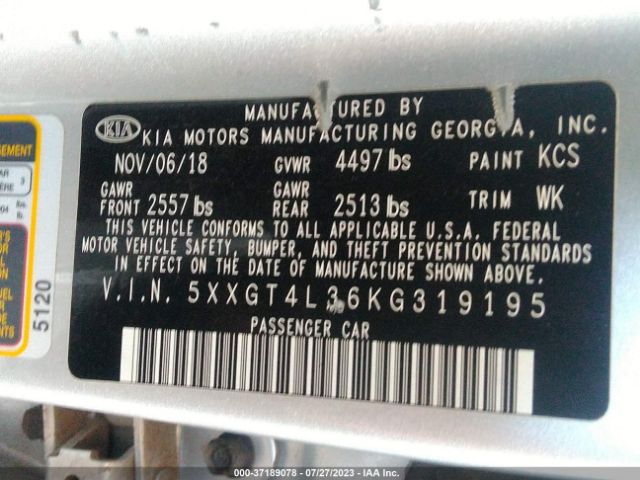 MANUFACTURED BY
KIA KIA MOTORS MANUFACTURING GEORGIA, INC.
NOV/06/18 GVWR 4497 lbs PAINT KCS
GAWR FRONT 2557 lbs GAWR REAR 2513 lbs TRIM WK
THIS VEHICLE CONFORMS TO ALL APPLICABLE U.S.A. FEDERAL
MOTOR VEHICLE SAFETY, BUMPER, AND THEFT PREVENTION STANDARDS
IN EFFECT ON THE DATE OF MANUFACTURE SHOWN ABOVE.
V.I.N. 5XXGT4L36KG319195
PASSENGER CAR
5120
000-37189078 - 07/27/2023 - IAA Inc.